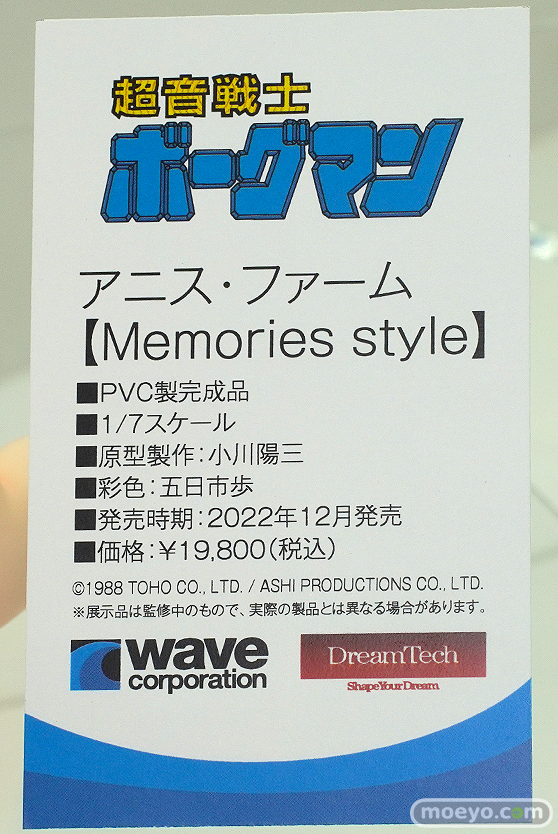 超音戦士
ボーグマン
アニス・ファーム
【Memories style】
■PVC製完成品
■1/7スケール
■原型製作：小川陽三
■彩色：五日市歩
■発売時期：2022年12月発売
■価格：¥19,800(税込)
©1988 TOHO CO., LTD. / ASHI PRODUCTIONS CO., LTD.
※展示品は監修中のもので、実際の製品とは異なる場合があります。
wave
corporation
DreamTech
Shape Your Dream
moeyo.com